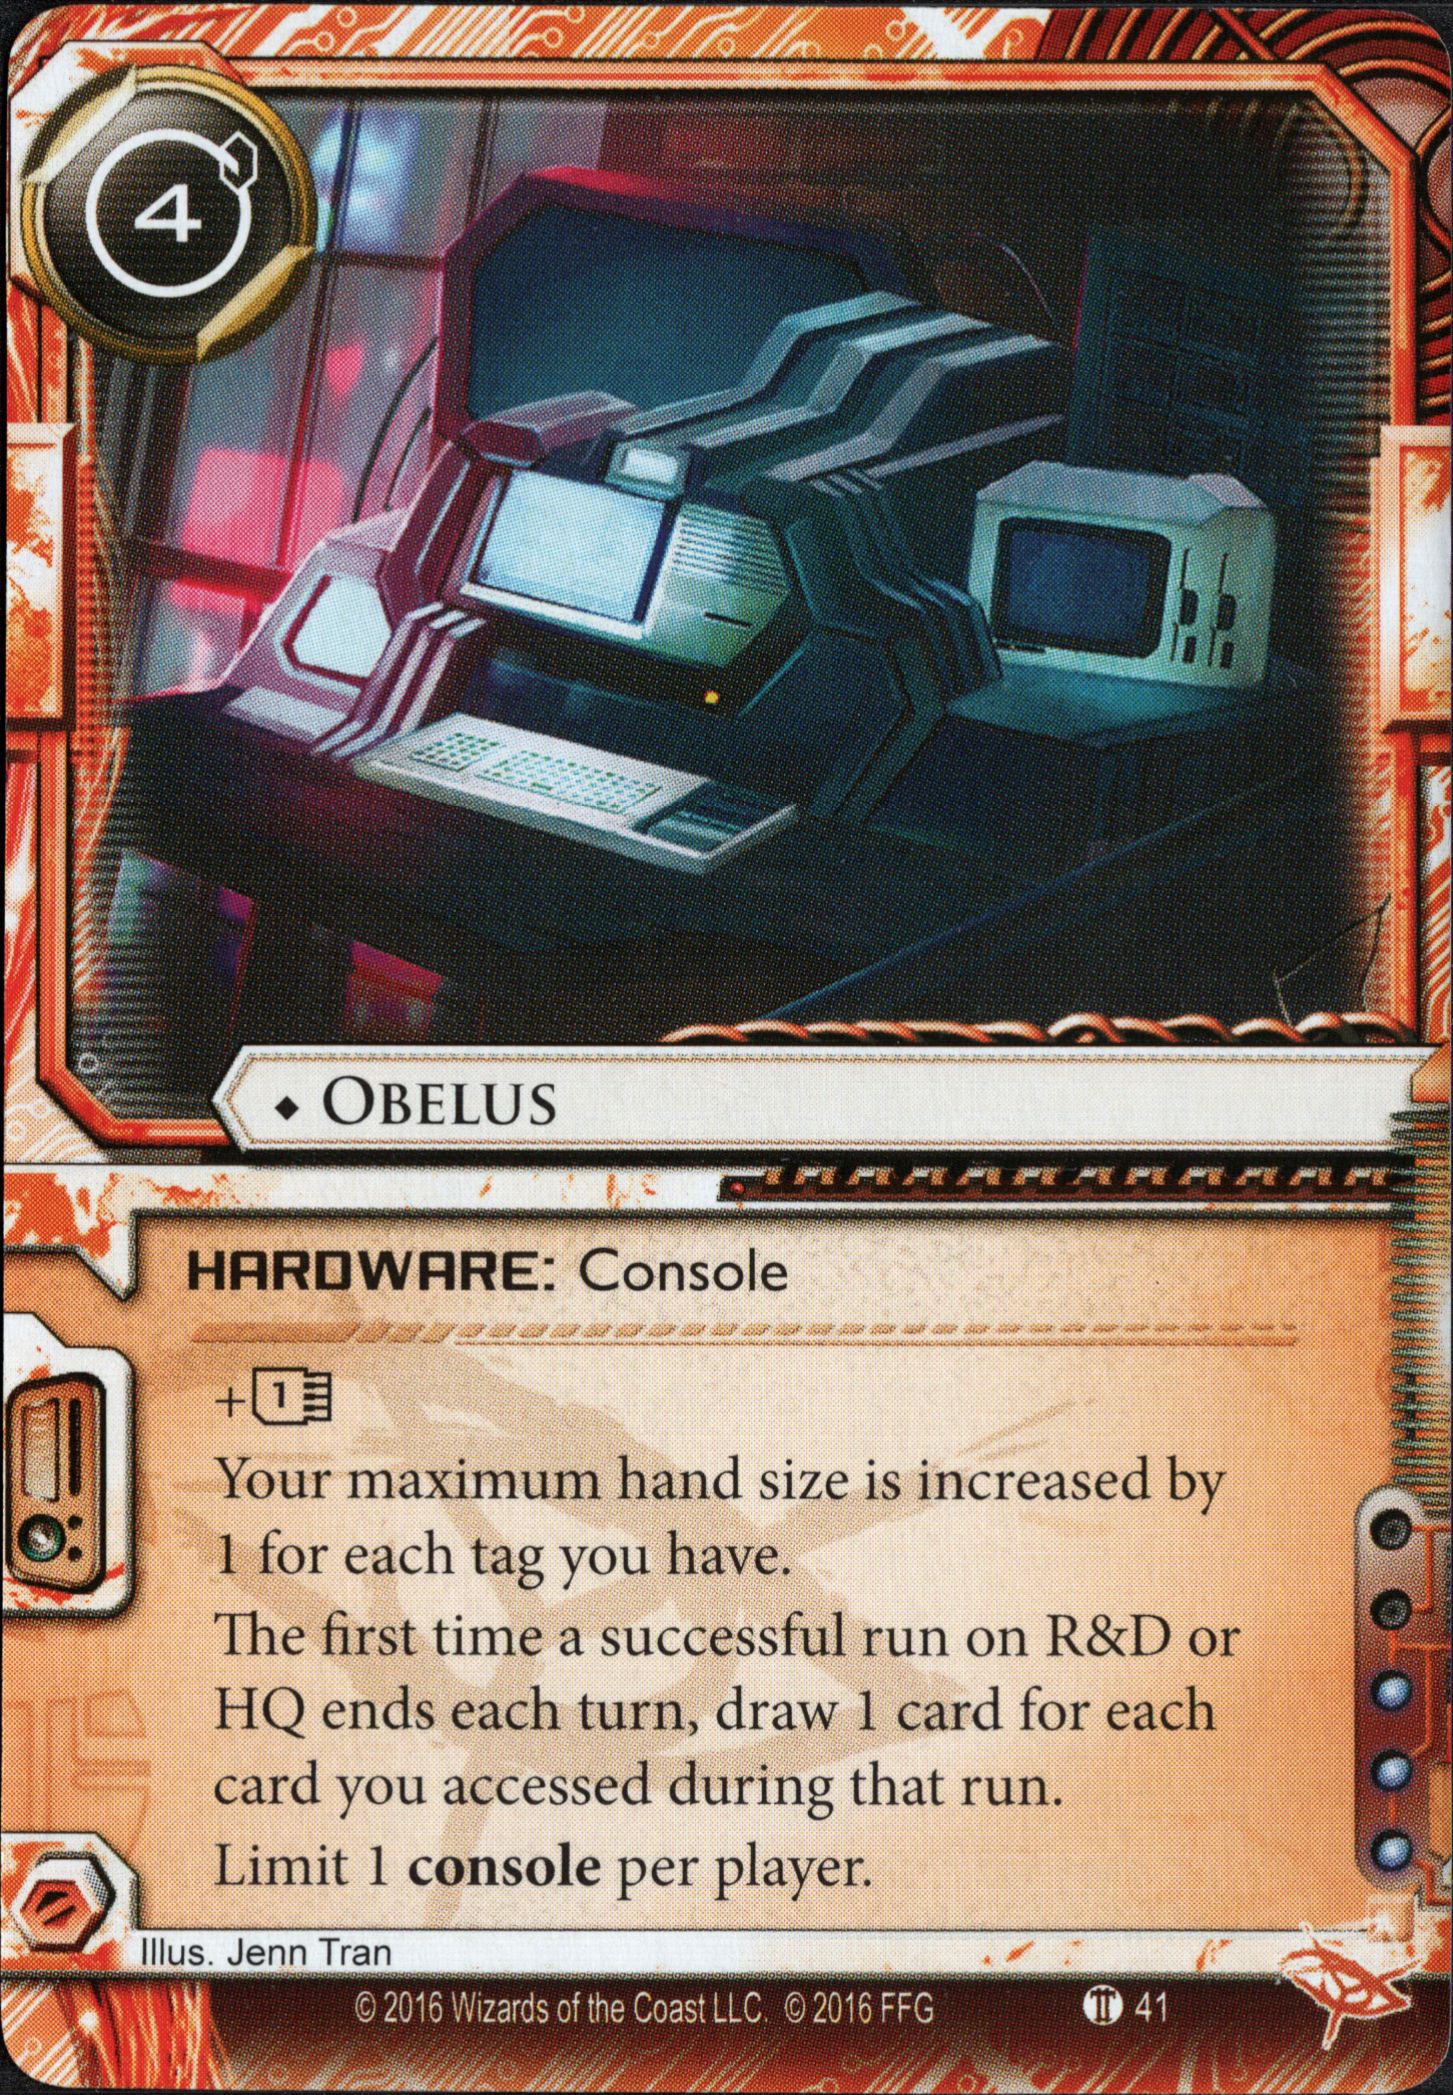 4
◆ OBELUS
HARDWARE: Console
+1
Your maximum hand size is increased by
1 for each tag you have.
The first time a successful run on R&D or
HQ ends each turn, draw 1 card for each
card you accessed during that run.
Limit 1 console per player.
Illus. Jenn Tran
© 2016 Wizards of the Coast LLC. © 2016 FFG
41